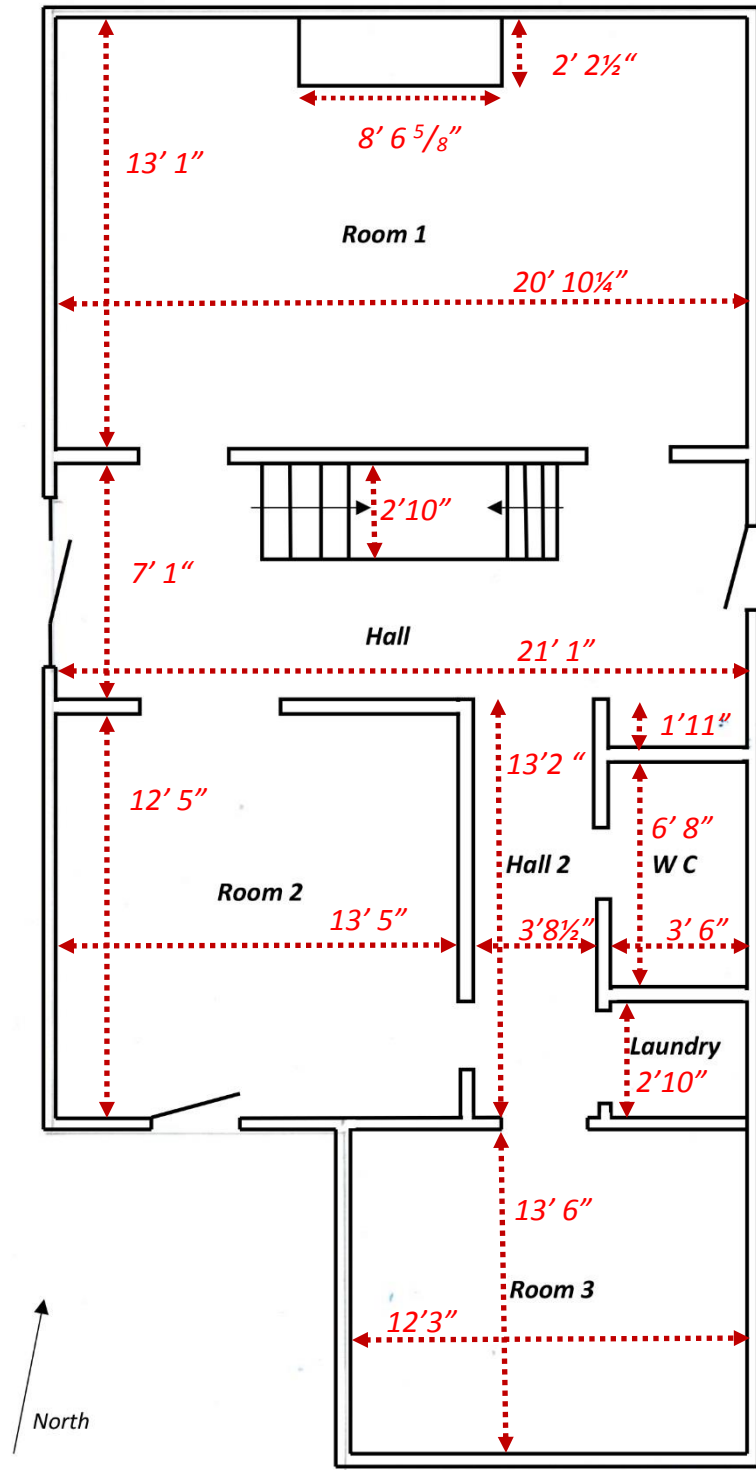 2’ 2½“
8’ 6 ⁵/₈”
13’ 1”
Room 1
20’ 10¼”
2’10”
7’ 1“
Hall
21’ 1”
1’11”
13’2 “
12’ 5”
6’ 8”
Hall 2
W C
Room 2
13’ 5”
3’8½”
3’ 6”
Laundry
2’10”
13’ 6”
Room 3
12’3”
North